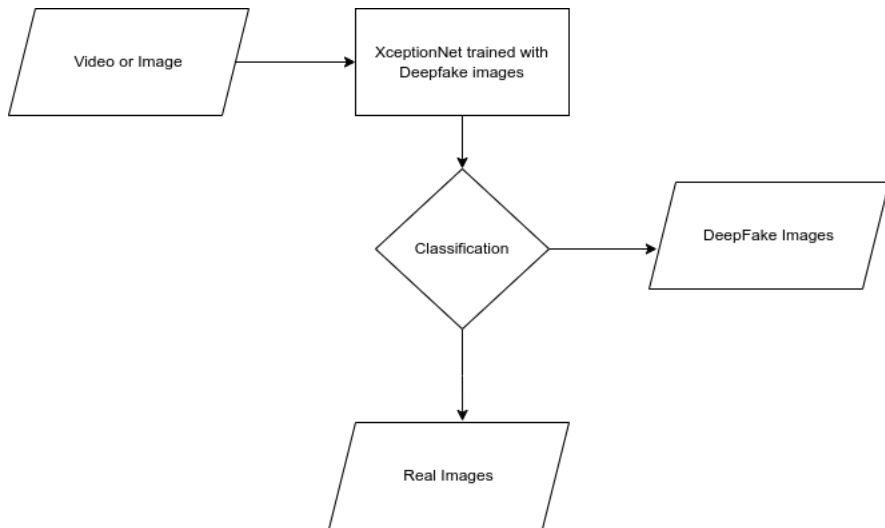 Video or Image
XceptionNet trained with
Deepfake images
Classification
DeepFake Images
Real Images